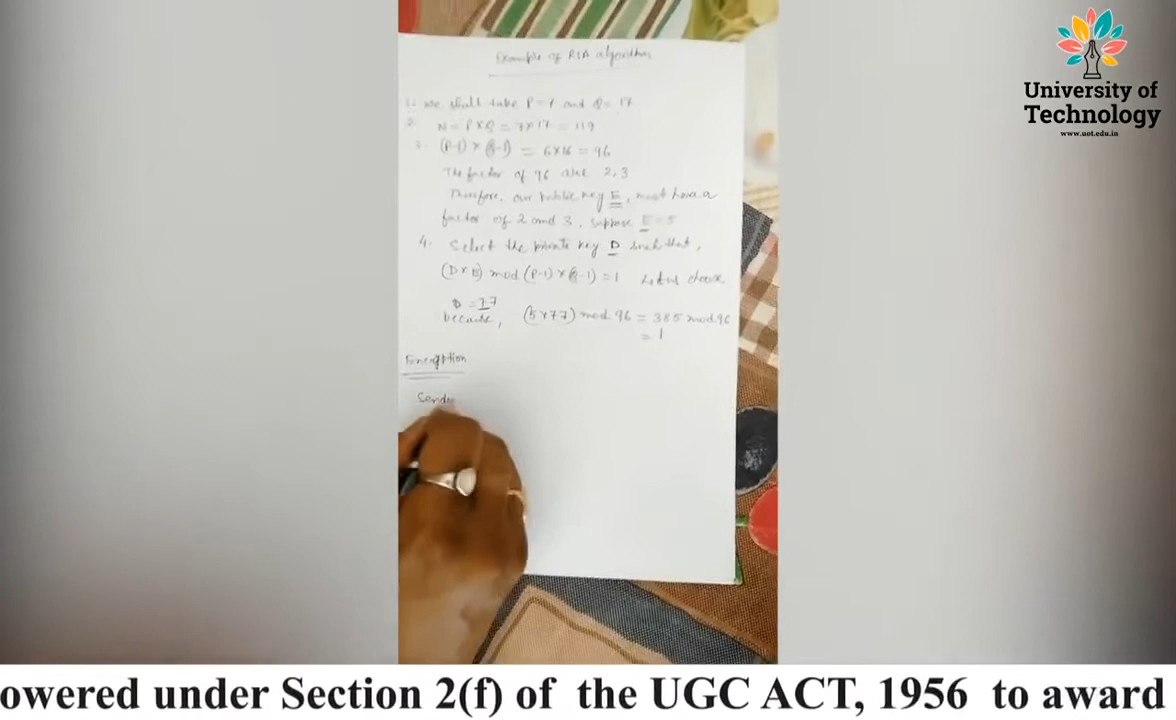 University of
Technology
www.uot.edu.in
Example of RSA algorithm
1. We shall take P=7 and Q= 17
2. N = P X Q = 7X17 = 119
3. (P-1) X (Q-1) = 6X16 = 96
The factor of 96 are 2, 3
Therefore, our public key E, must have a
factor of 2 and 3, suppose E = 5
4. Select the private key D such that,
(D X E) mod (P-1) X (Q-1) = 1 Let us choose
D = 77
because, (5 X 77) mod 96 = 385 mod 96
= 1
Encryption
owered under Section 2(f) of the UGC ACT, 1956 to award